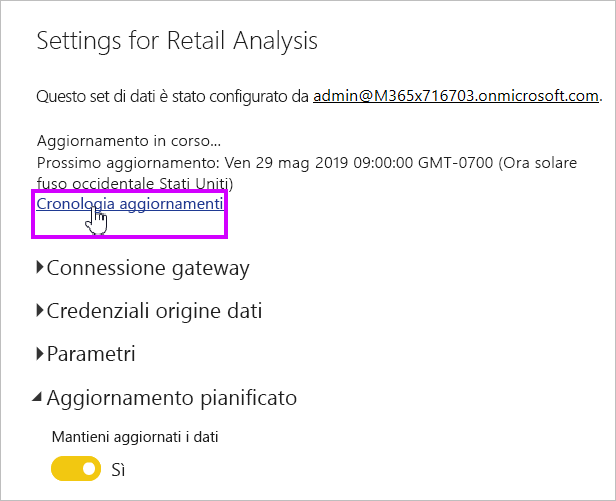 Settings for Retail Analysis
Questo set di dati è stato configurato da admin@M365x716703.onmicrosoft.com.
Aggiornamento in corso...
Prossimo aggiornamento: Ven 29 mag 2019 09:00:00 GMT-0700 (Ora solare
fuso occidentale Stati Uniti)
Cronologia aggiornamenti
Connessione gateway
Credenziali origine dati
Parametri
Aggiornamento pianificato
Mantieni aggiornati i dati
Sì